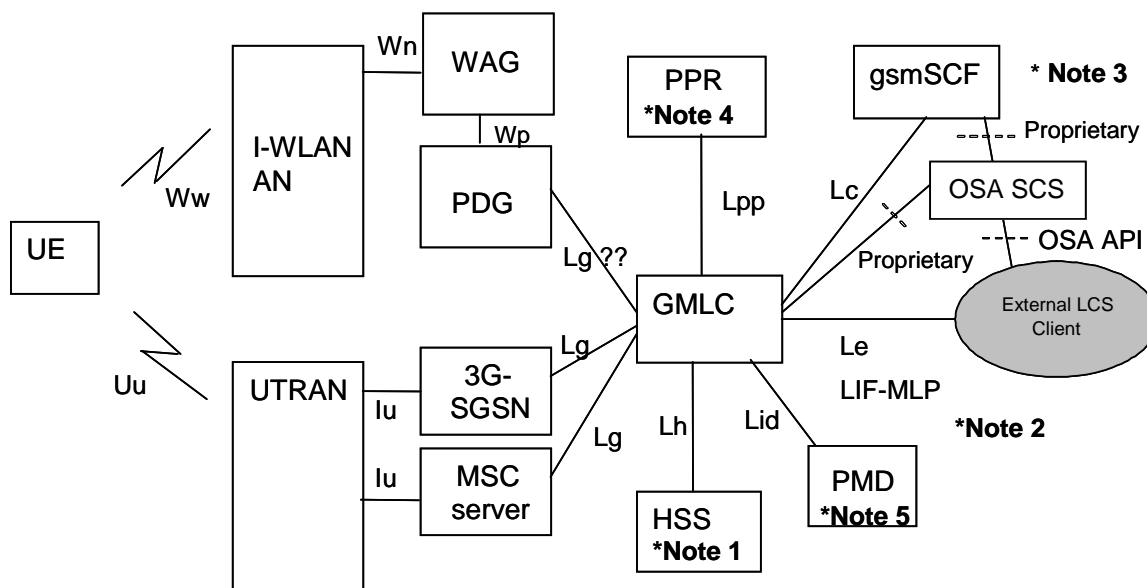 Wn
WAG
PPR
*Note 4
gsmSCF
* Note 3
Proprietary
Wp
I-WLAN
AN
Ww
PDG
Lpp
Lc
OSA SCS
OSA API
UE
Lg ??
Proprietary
GMLC
External LCS
Client
Le
LIF-MLP
*Note 2
Uu
UTRAN
Iu
3G-
SGSN
Lg
Lg
Lh
Lid
Iu
MSC
server
HSS
*Note 1
PMD
*Note 5